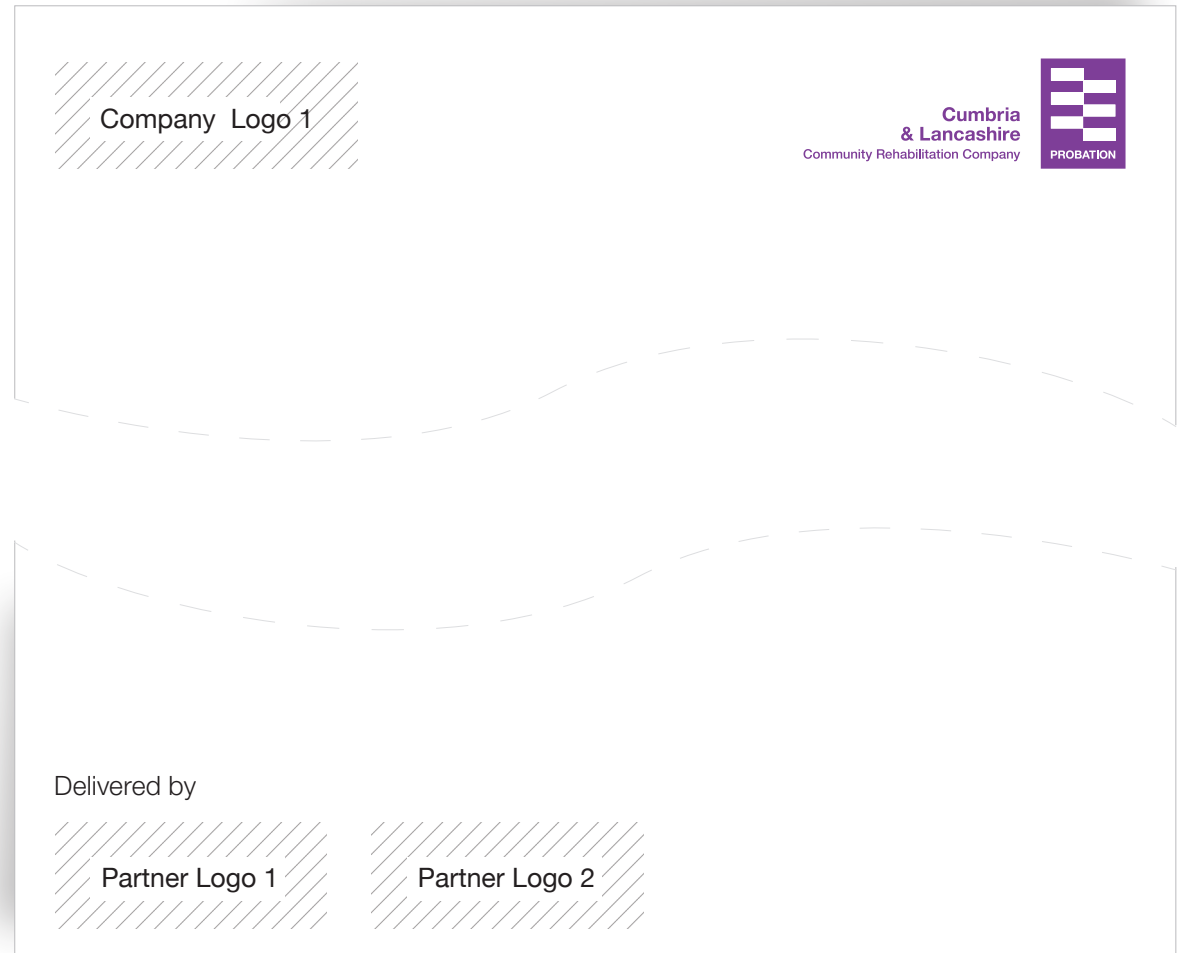 Company Logo 1
Cumbria
& Lancashire
Community Rehabilitation Company
PROBATION
Delivered by
Partner Logo 1
Partner Logo 2